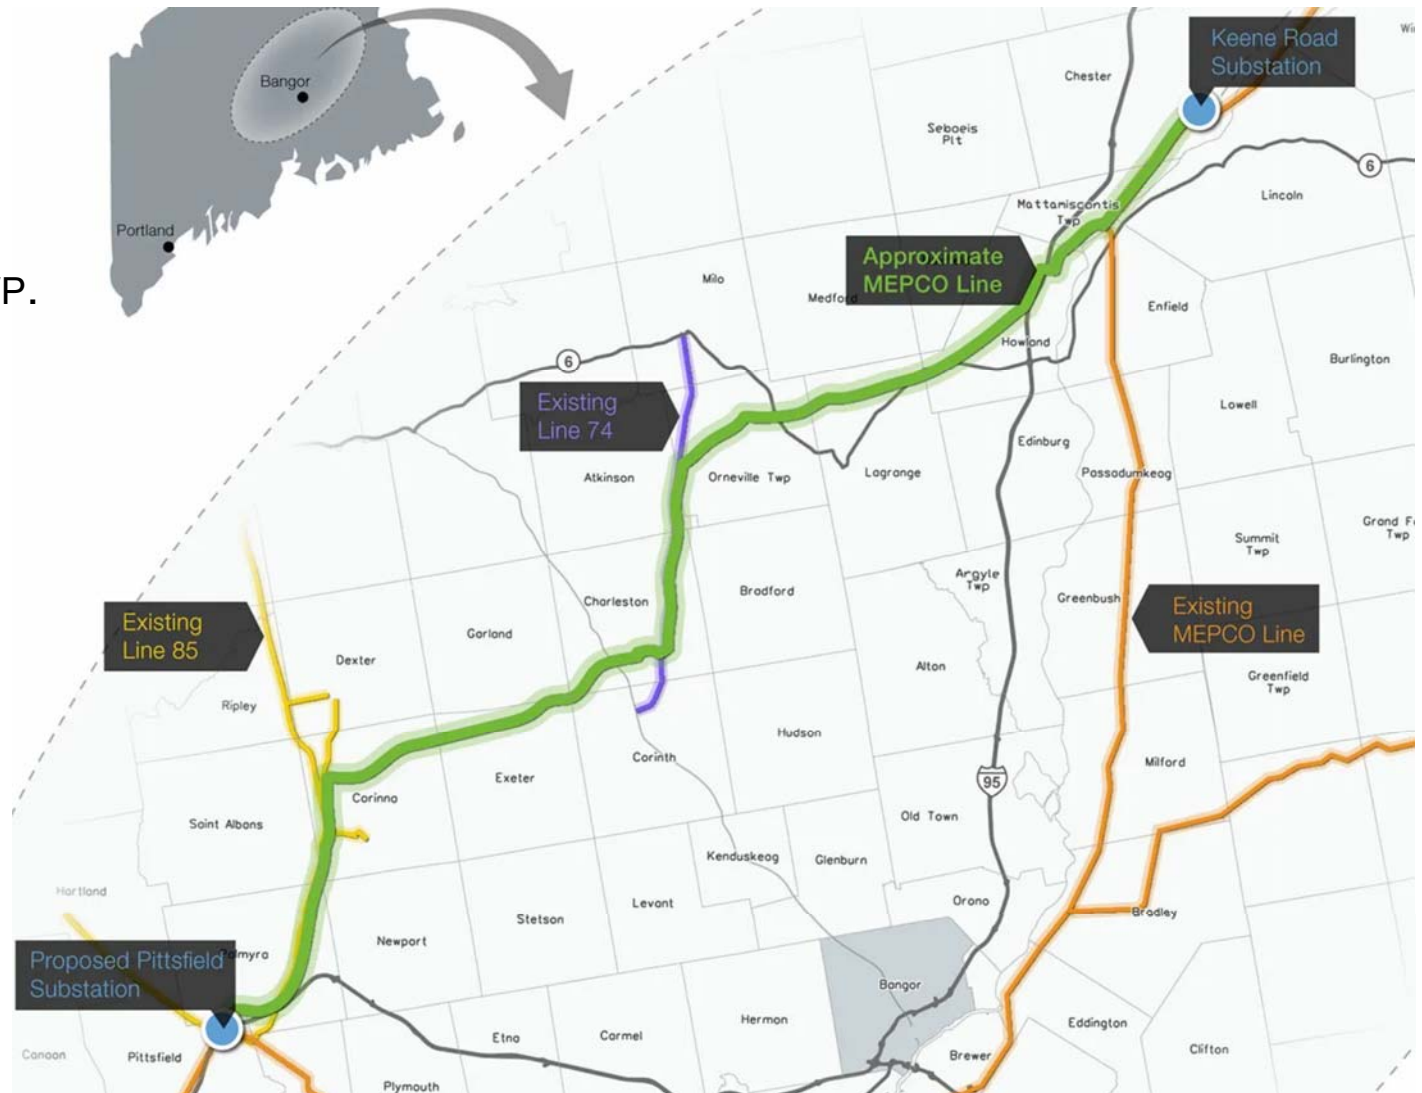 Bangor
Portland
P.
Keene Road
Substation
Chester
Seboeis
Plt
6
Lincoln
Mattamiscontis
Twp
Approximate
MEPCO Line
Milo
Medford
Enfield
Howland
Burlington
6
Existing
Line 74
Lowell
Edinburg
Atkinson
Orneville Twp
Lagrange
Passadumkeag
Summit
Twp
Twp
Argyle
Twp
Bradford
Charleston
Greenbush
Existing
MEPCO Line
Existing
Line 85
Garland
Dexter
Alton
Greenfield
Twp
Ripley
Hudson
Corinth
Milford
Exeter
95
Corinna
Saint Albans
Old Town
Kenduskeag
Glenburn
Hartland
Levant
Orono
Bradley
Stetson
Newport
Proposed Pittsfield
Substation
Palmyra
Bangor
Hermon
Eddington
Etna
Carmel
Clifton
Canaan
Pittsfield
Brewer
Plymouth